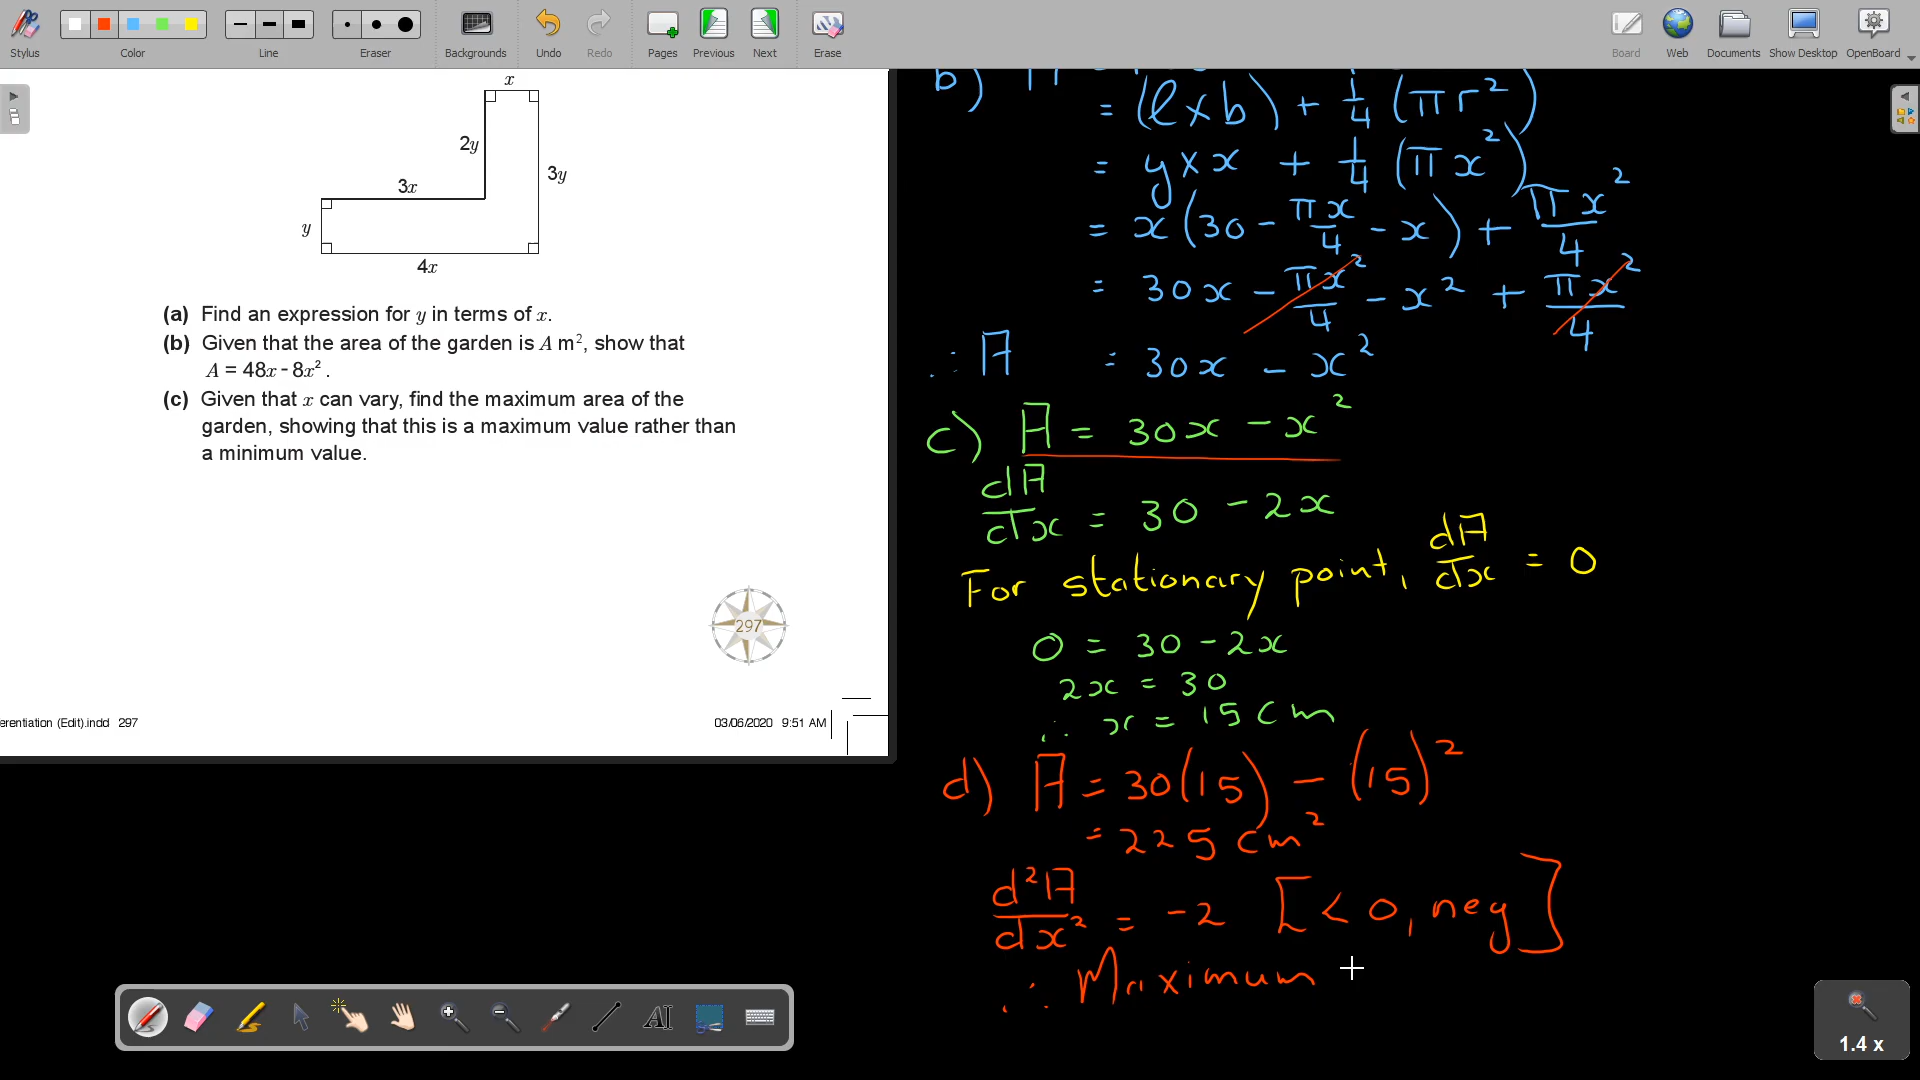 Stylus Color Line Eraser Backgrounds Undo Redo Pages Previous Next Erase Board Web Documents Show Desktop OpenBoard
x
2y
3y
3x
y
4x
(a) Find an expression for y in terms of x.
(b) Given that the area of the garden is A m², show that
A = 48x - 8x².
(c) Given that x can vary, find the maximum area of the
garden, showing that this is a maximum value rather than
a minimum value.
297
erentiation (Edit).indd 297
03/06/2020 9:51 AM
b)
= (l × b) + 1/4 (πr²)
= y × x + 1/4 (πx²)
= x(30 - πx/4 - x) + πx²/4
= 30x - πx²/4 - x² + πx²/4
∴ A = 30x - x²
c) A = 30x - x²
dA/dx = 30 - 2x
For stationary point, dA/dx = 0
0 = 30 - 2x
2x = 30
∴ x = 15 cm
d) A = 30(15) - (15)²
= 225 cm²
d²A/dx² = -2 [< 0, neg]
∴ Maximum
1.4 x